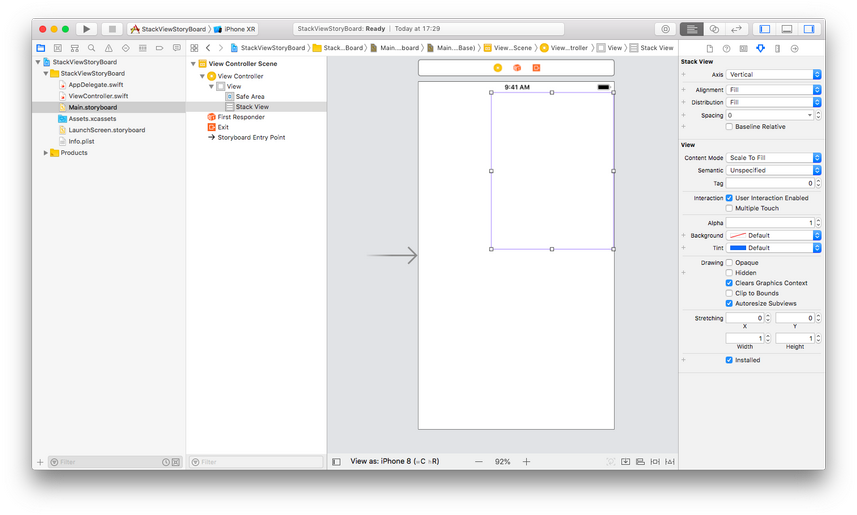 StackViewStoryBoard
iPhone XR
StackViewStoryBoard: Ready
Today at 17:29
StackViewStoryBoard
Stack...Board
Main....board
Main....Base)
View...Scene
View...troller
View
Stack View
StackViewStoryBoard
StackViewStoryBoard
AppDelegate.swift
ViewController.swift
Main.storyboard
Assets.xcassets
LaunchScreen.storyboard
Info.plist
Products
Filter
View Controller Scene
View Controller
View
Safe Area
Stack View
First Responder
Exit
Storyboard Entry Point
Filter
9:41 AM
View as: iPhone 8 (wC hR)
92%
Stack View
Axis Vertical
Alignment Fill
Distribution Fill
Spacing 0
Baseline Relative
View
Content Mode Scale To Fill
Semantic Unspecified
Tag 0
Interaction User Interaction Enabled
Multiple Touch
Alpha 1
Background Default
Tint Default
Drawing Opaque
Hidden
Clears Graphics Context
Clip to Bounds
Autoresize Subviews
Stretching 0 0
X Y
1 1
Width Height
Installed